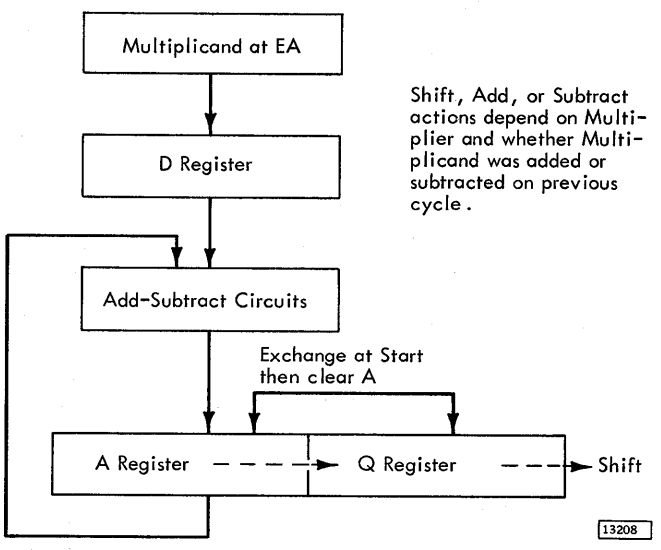 Multiplicand at EA
Shift, Add, or Subtract
actions depend on Multi-
plier and whether Multi-
plicand was added or
subtracted on previous
cycle.
D Register
Add-Subtract Circuits
Exchange at Start
then clear A
A Register
Q Register
Shift
13208